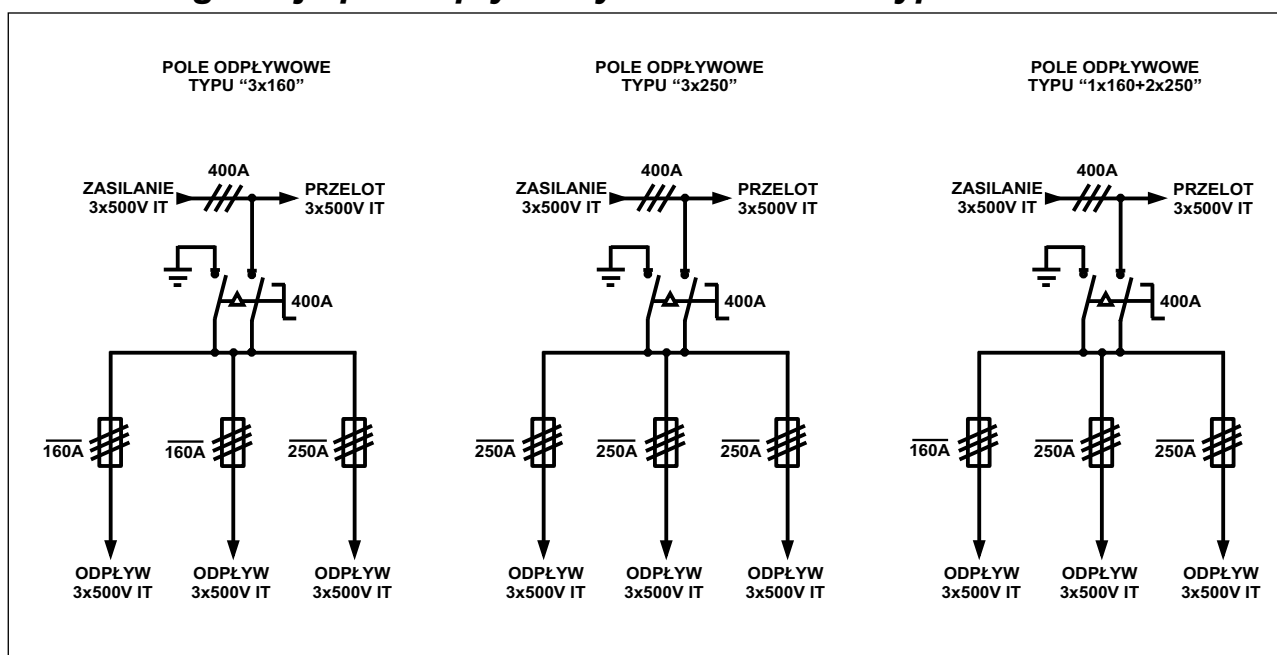 POLE ODPŁYWOWE
TYPU “3x160”
POLE ODPŁYWOWE
TYPU “3x250”
POLE ODPŁYWOWE
TYPU “1x160+2x250”
400A
ZASILANIE
3x500V IT
PRZELOT
3x500V IT
400A
400A
ZASILANIE
3x500V IT
PRZELOT
3x500V IT
400A
400A
ZASILANIE
3x500V IT
PRZELOT
3x500V IT
400A
160A
160A
250A
250A
250A
250A
160A
250A
250A
ODPŁYW
3x500V IT
ODPŁYW
3x500V IT
ODPŁYW
3x500V IT
ODPŁYW
3x500V IT
ODPŁYW
3x500V IT
ODPŁYW
3x500V IT
ODPŁYW
3x500V IT
ODPŁYW
3x500V IT
ODPŁYW
3x500V IT